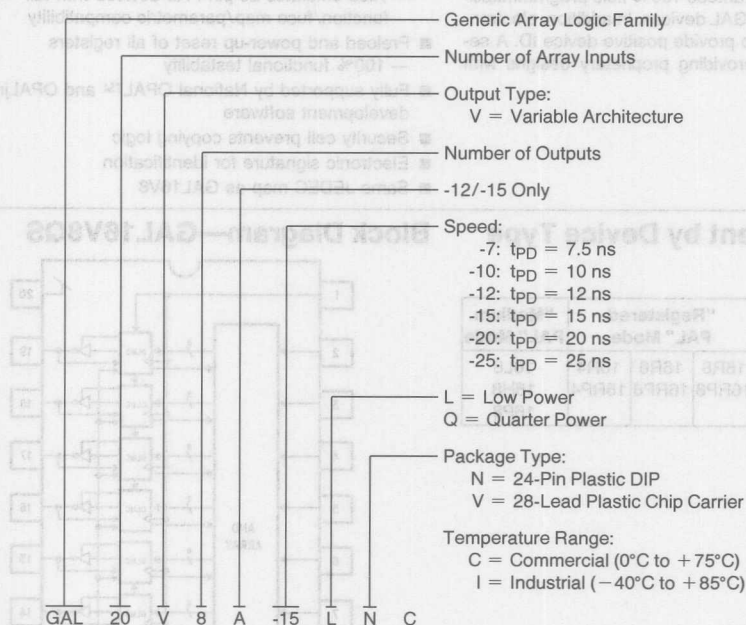 Generic Array Logic Family
Number of Array Inputs
Output Type:
V = Variable Architecture
Number of Outputs
-12/-15 Only
Speed:
-7: tPD = 7.5 ns
-10: tPD = 10 ns
-12: tPD = 12 ns
-15: tPD = 15 ns
-20: tPD = 20 ns
-25: tPD = 25 ns
L = Low Power
Q = Quarter Power
Package Type:
N = 24-Pin Plastic DIP
V = 28-Lead Plastic Chip Carrier
Temperature Range:
C = Commercial (0°C to +75°C)
I = Industrial (−40°C to +85°C)
GAL 20 V 8 A -15 L N C